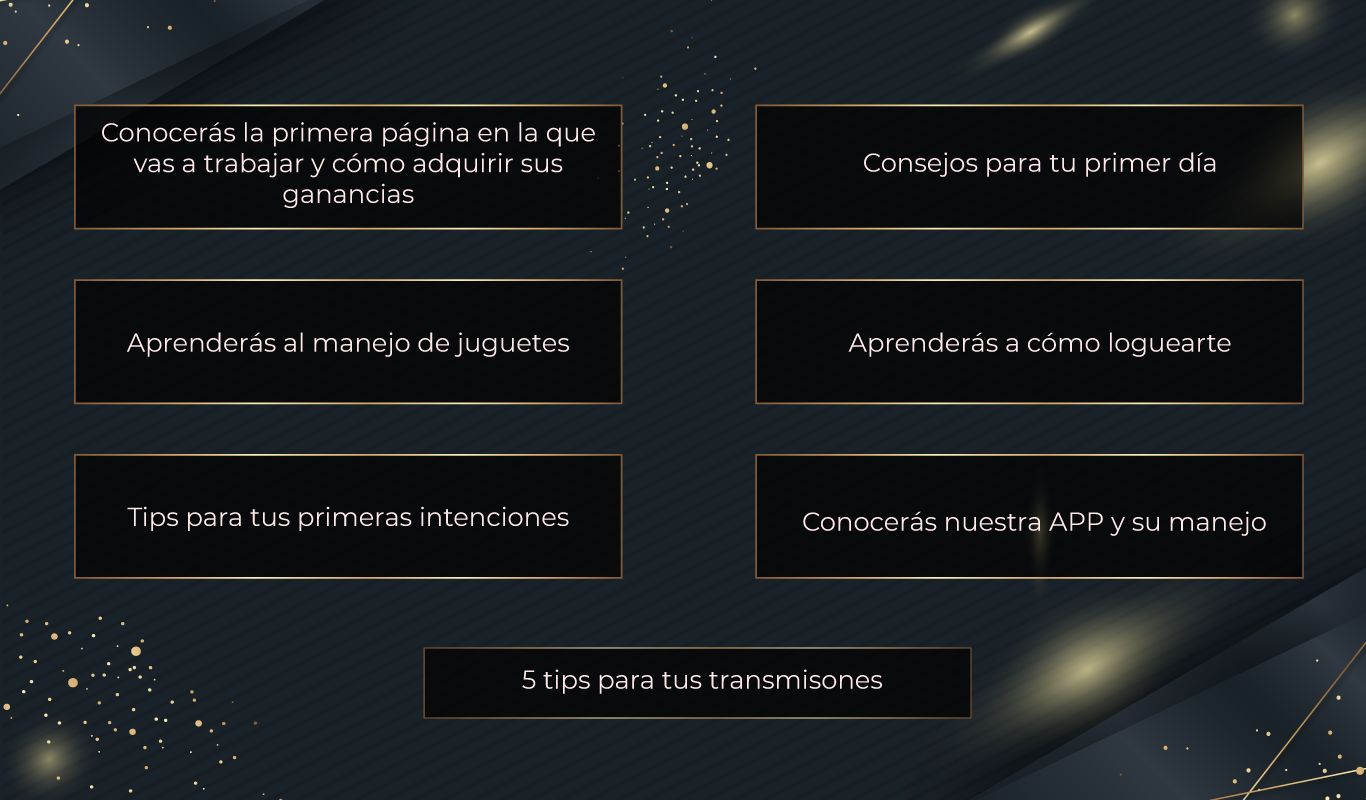 Conocerás la primera página en la que
vas a trabajar y cómo adquirir sus
ganancias
Consejos para tu primer día
Aprenderás al manejo de juguetes
Aprenderás a cómo loguearte
Tips para tus primeras intenciones
Conocerás nuestra APP y su manejo
5 tips para tus transmisones